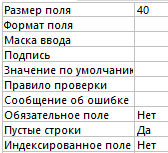 Размер поля 40
Формат поля
Маска ввода
Подпись
Значение по умолчани
Правило проверки
Сообщение об ошибке
Обязательное поле Нет
Пустые строки Да
Индексированное поле Нет